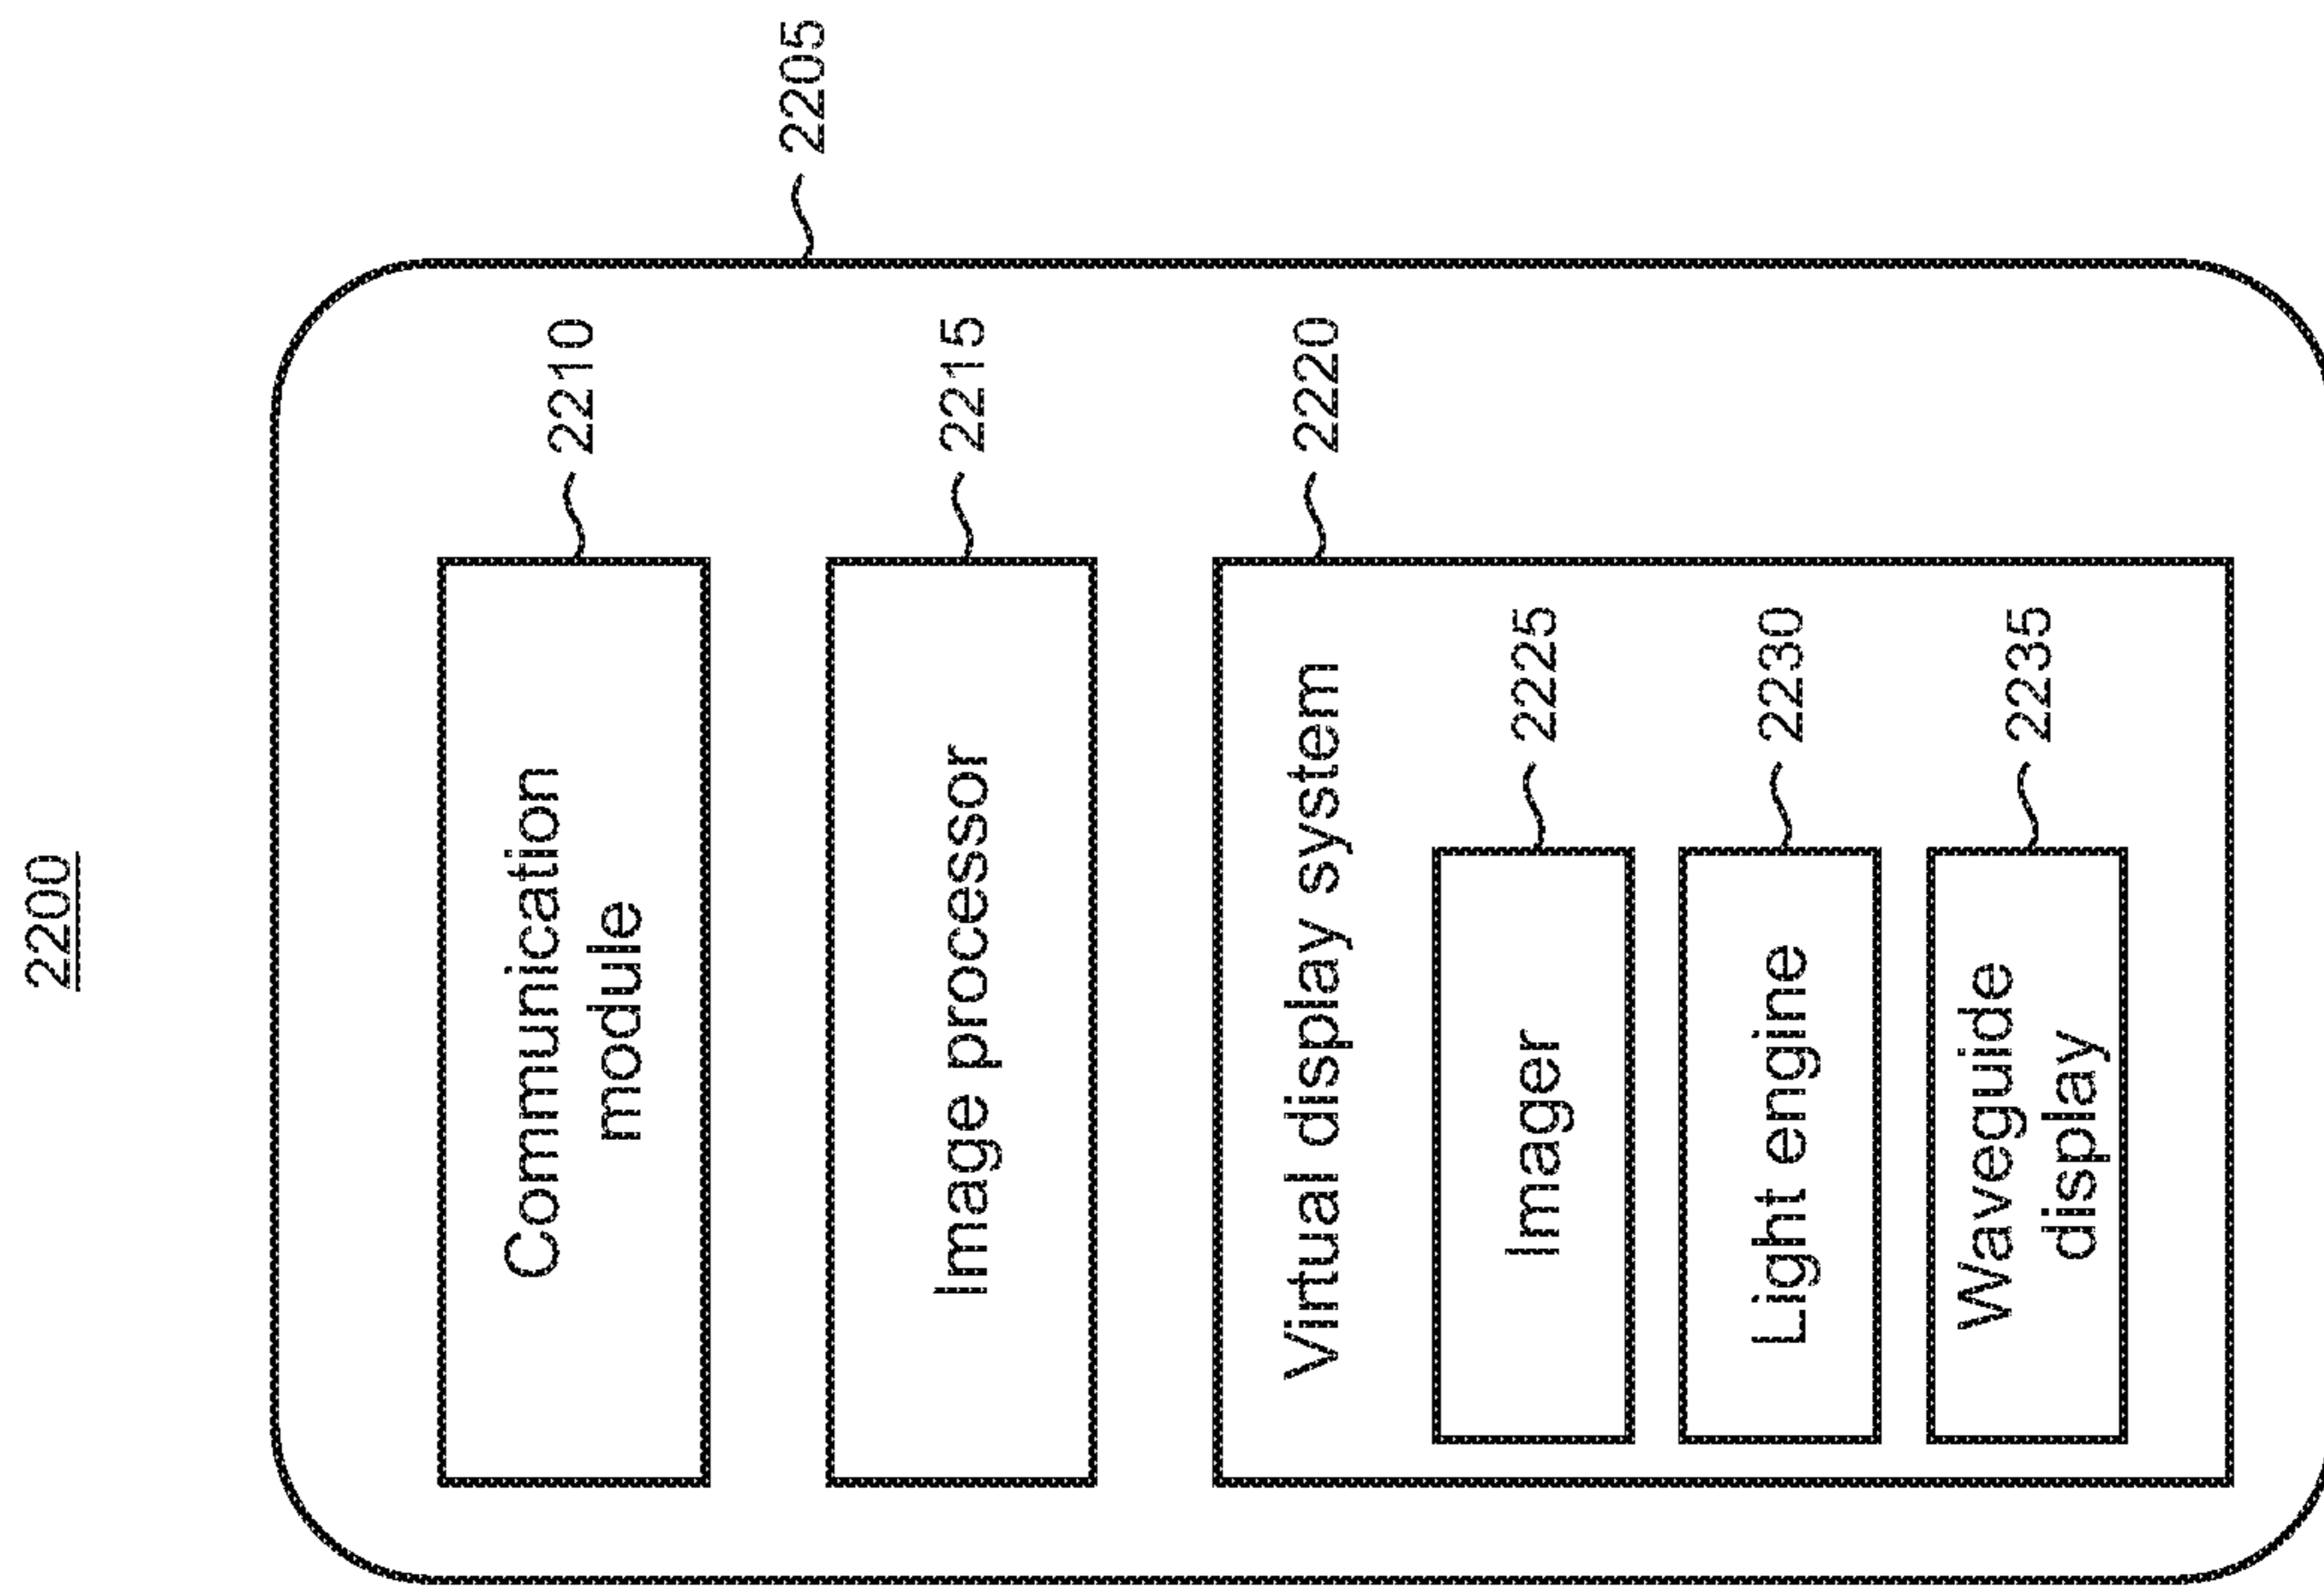 2200
2205
Communication
module
2210
Image processor
2215
Virtual display system
2220
Imager
2225
Light engine
2230
Waveguide
display
2235